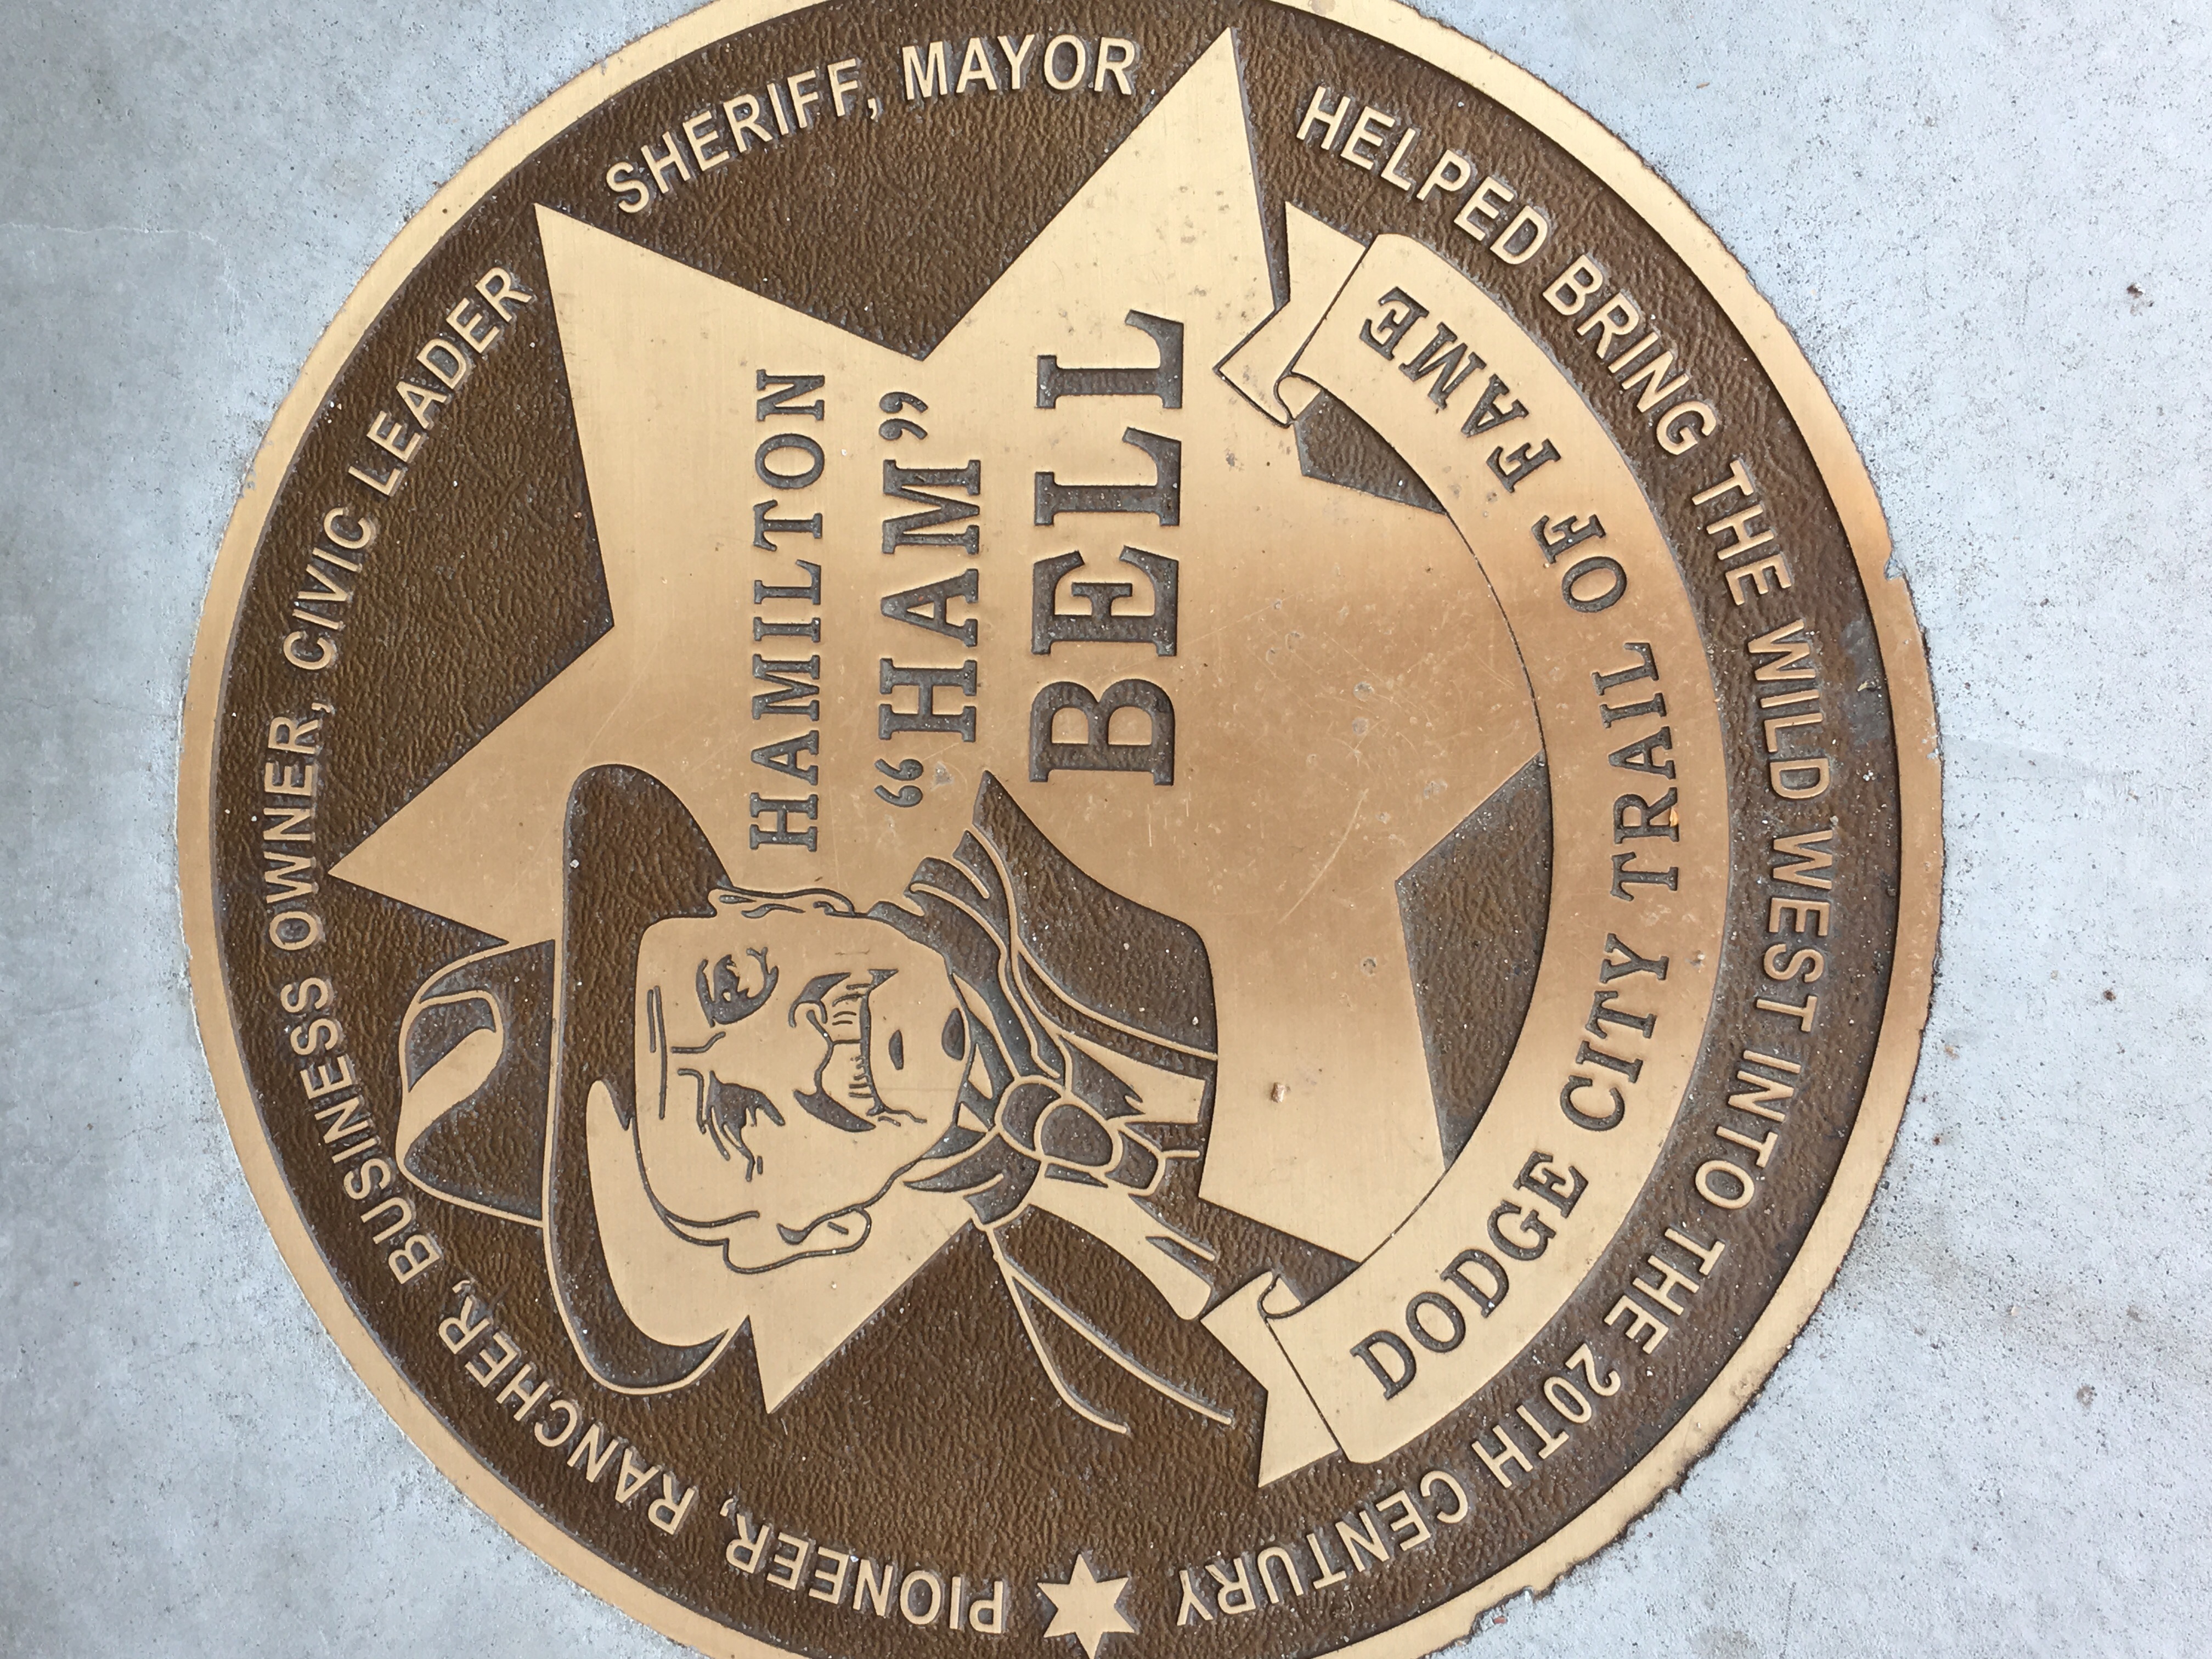 PIONEER, RANCHER, BUSINESS OWNER, CIVIC LEADER
SHERIFF, MAYOR
HELPED BRING THE WILD WEST INTO THE 20TH CENTURY
HAMILTON
“HAM”
BELL
DODGE CITY TRAIL OF FAME